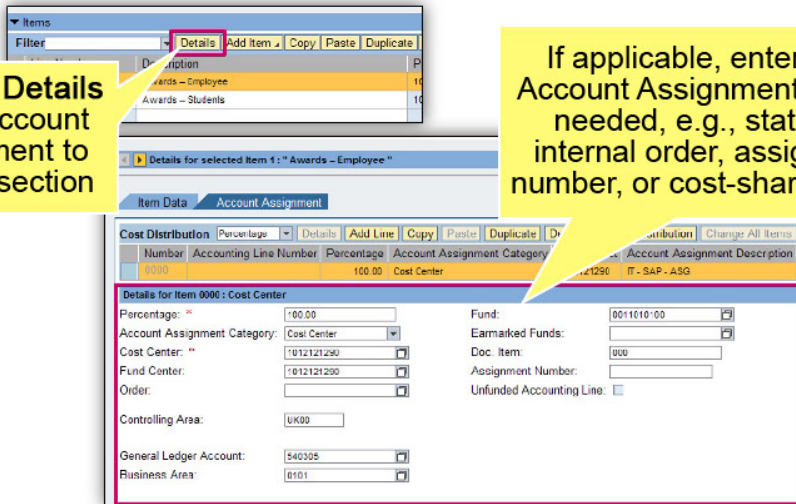 Items
Filter Details Add Item Copy Paste Duplicate
Description P
Awards – Employee 10
Awards – Students 10
Details
ccount
ment to
section
If applicable, enter
Account Assignment
needed, e.g., stat
internal order, assig
number, or cost-shar
Details for selected Item 1 : " Awards – Employee "
Item Data Account Assignment
Cost Distribution Percentage Details Add Line Copy Paste Duplicate Change All Items
Number Accounting Line Number Percentage Account Assignment Category Account Assignment Description
0000 100.00 Cost Center 21290 IT - SAP - ASG
Details for Item 0000 : Cost Center
Percentage: * 100.00 Fund: 0011010100
Account Assignment Category: Cost Center Earmarked Funds:
Cost Center: * 1012121290 Doc. Item: 000
Fund Center: 1012121290 Assignment Number:
Order: Unfunded Accounting Line:
Controlling Area: UK00
General Ledger Account: 540305
Business Area: 0101